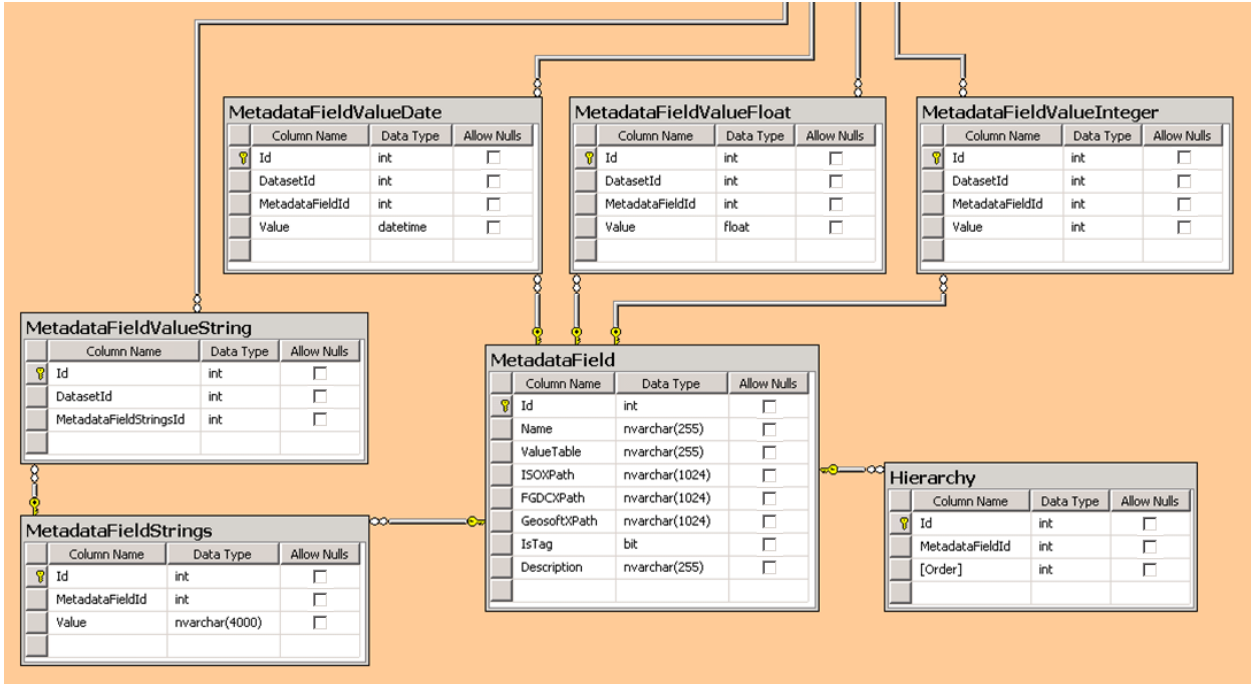 MetadataFieldValueDate
Column Name Data Type Allow Nulls
Id int
DatasetId int
MetadataFieldId int
Value datetime
MetadataFieldValueFloat
Column Name Data Type Allow Nulls
Id int
DatasetId int
MetadataFieldId int
Value float
MetadataFieldValueInteger
Column Name Data Type Allow Nulls
Id int
DatasetId int
MetadataFieldId int
Value int
MetadataFieldValueString
Column Name Data Type Allow Nulls
Id int
DatasetId int
MetadataFieldStringsId int
MetadataField
Column Name Data Type Allow Nulls
Id int
Name nvarchar(255)
ValueTable nvarchar(255)
ISOXPath nvarchar(1024)
FGDCXPath nvarchar(1024)
GeosoftXPath nvarchar(1024)
IsTag bit
Description nvarchar(255)
Hierarchy
Column Name Data Type Allow Nulls
Id int
MetadataFieldId int
[Order] int
MetadataFieldStrings
Column Name Data Type Allow Nulls
Id int
MetadataFieldId int
Value nvarchar(4000)